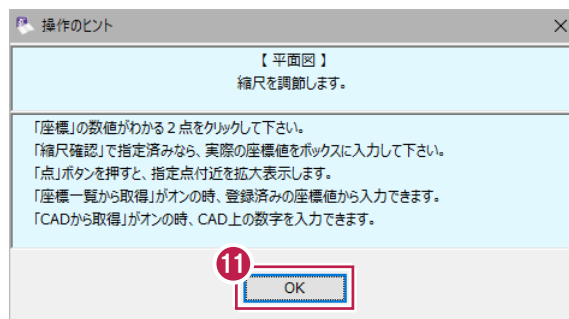 操作のヒント
【 平面図 】
縮尺を調節します。
「座標」の数値がわかる2点をクリックして下さい。
「縮尺確認」で指定済みなら、実際の座標値をボックスに入力して下さい。
「点」ボタンを押すと、指定点付近を拡大表示します。
「座標一覧から取得」がオンの時、登録済みの座標値から入力できます。
「CADから取得」がオンの時、CAD上の数字を入力できます。
11
OK